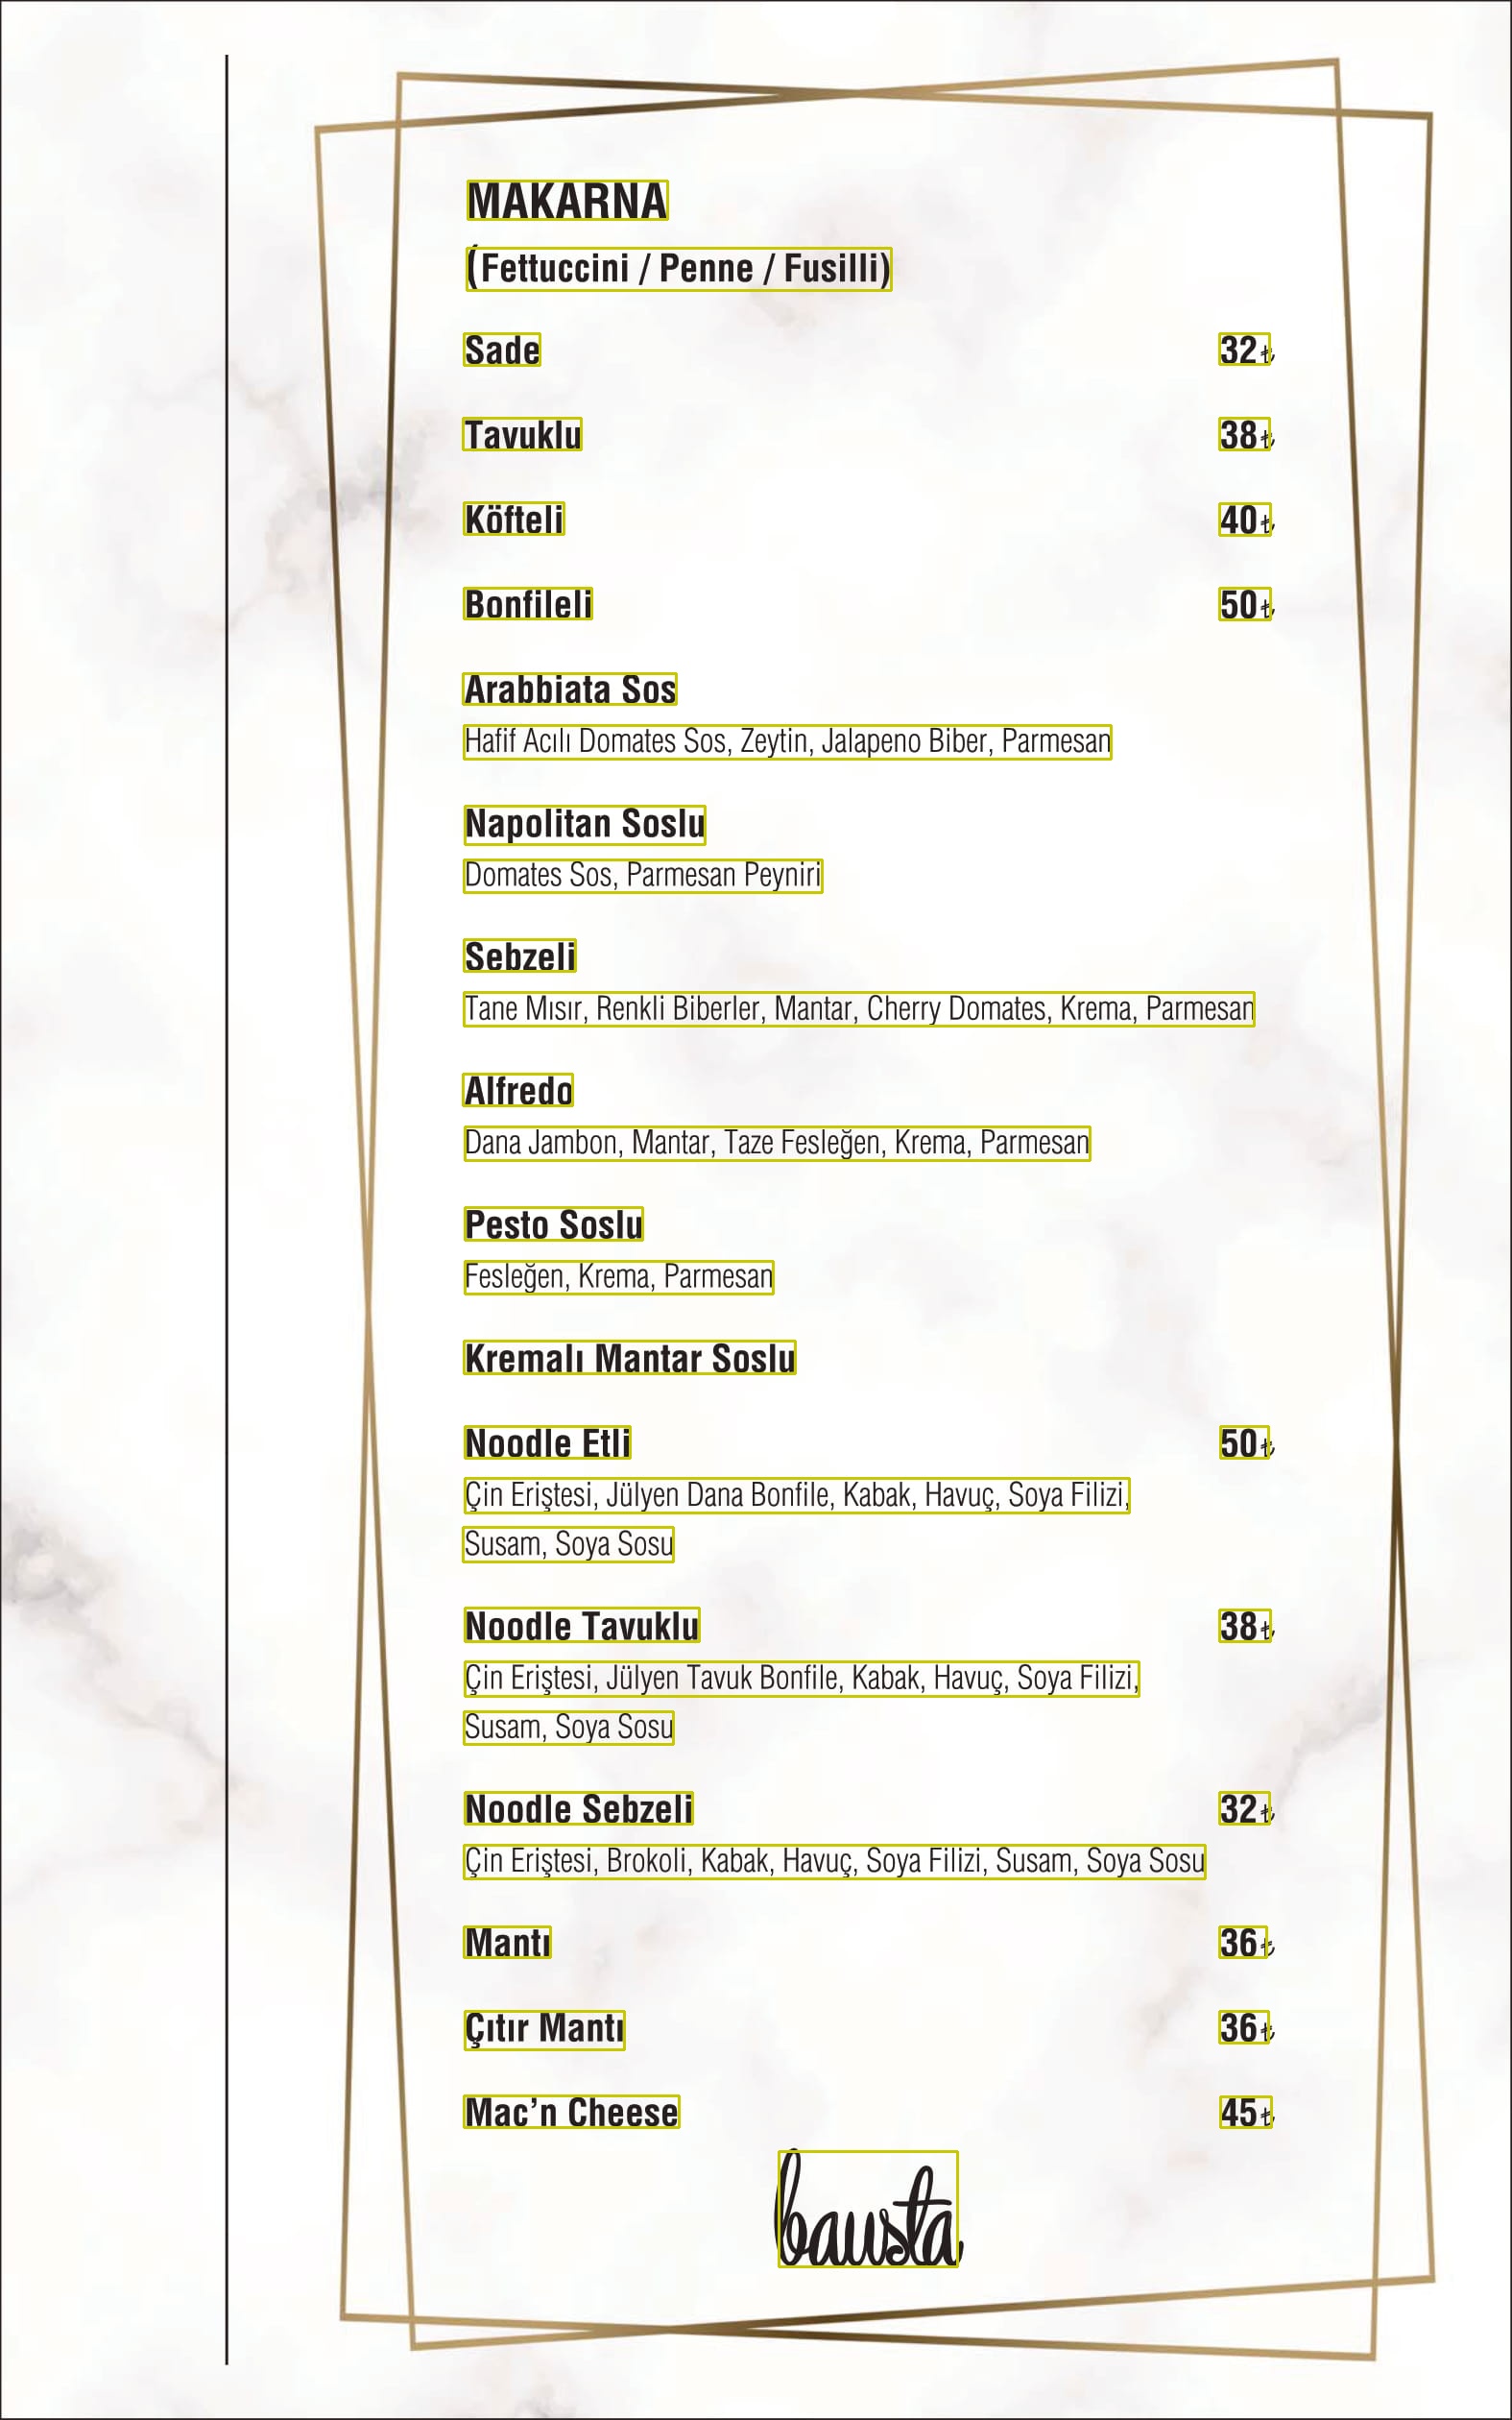 MAKARNA
(Fettuccini / Penne / Fusilli)
Sade 32₺
Tavuklu 38₺
Köfteli 40₺
Bonfileli 50₺
Arabbiata Sos
Hafif Acılı Domates Sos, Zeytin, Jalapeno Biber, Parmesan
Napolitan Soslu
Domates Sos, Parmesan Peyniri
Sebzeli
Tane Mısır, Renkli Biberler, Mantar, Cherry Domates, Krema, Parmesan
Alfredo
Dana Jambon, Mantar, Taze Fesleğen, Krema, Parmesan
Pesto Soslu
Fesleğen, Krema, Parmesan
Kremalı Mantar Soslu
Noodle Etli 50₺
Çin Eriştesi, Jülyen Dana Bonfile, Kabak, Havuç, Soya Filizi,
Susam, Soya Sosu
Noodle Tavuklu 38₺
Çin Eriştesi, Jülyen Tavuk Bonfile, Kabak, Havuç, Soya Filizi,
Susam, Soya Sosu
Noodle Sebzeli 32₺
Çin Eriştesi, Brokoli, Kabak, Havuç, Soya Filizi, Susam, Soya Sosu
Mantı 36₺
Çıtır Mantı 36₺
Mac’n Cheese 45₺
bausta